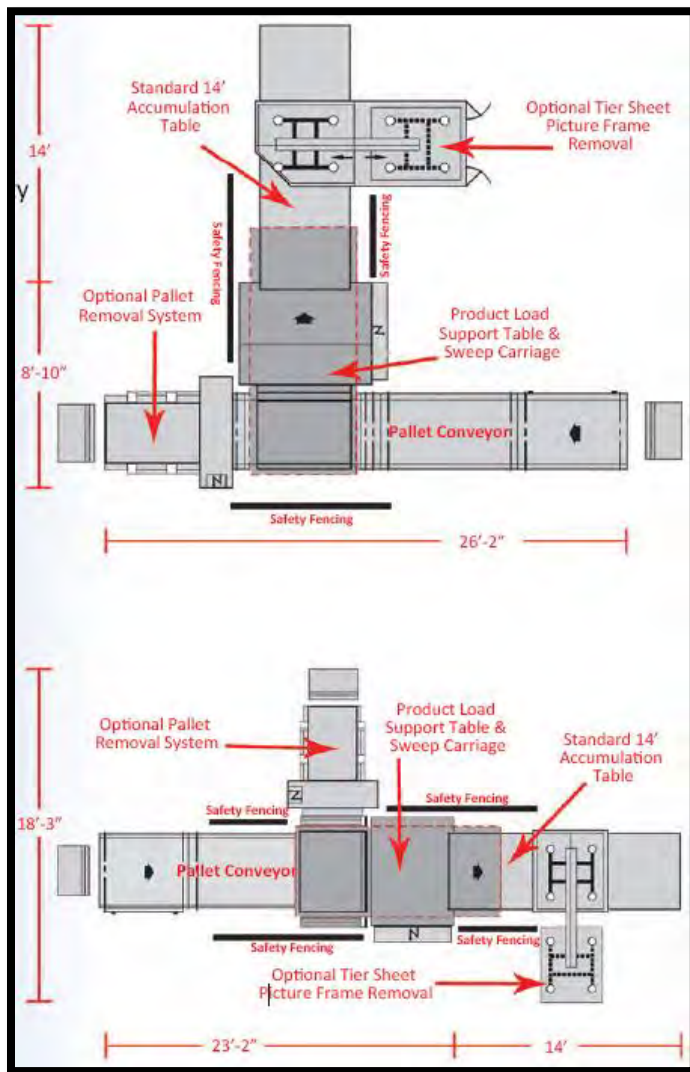 Standard 14'
Accumulation
Table
Optional Tier Sheet
Picture Frame
Removal
14'
y
Safety Fencing
Safety Fencing
Optional Pallet
Removal System
Product Load
Support Table &
Sweep Carriage
N
8'-10"
Pallet Conveyor
N
Safety Fencing
26'-2"
Optional Pallet
Removal System
Product Load
Support Table &
Sweep Carriage
Standard 14'
Accumulation
Table
N
Safety Fencing
Safety Fencing
18'-3"
Pallet Conveyor
N
Safety Fencing
Safety Fencing
Optional Tier Sheet
Picture Frame Removal
23'-2"
14'